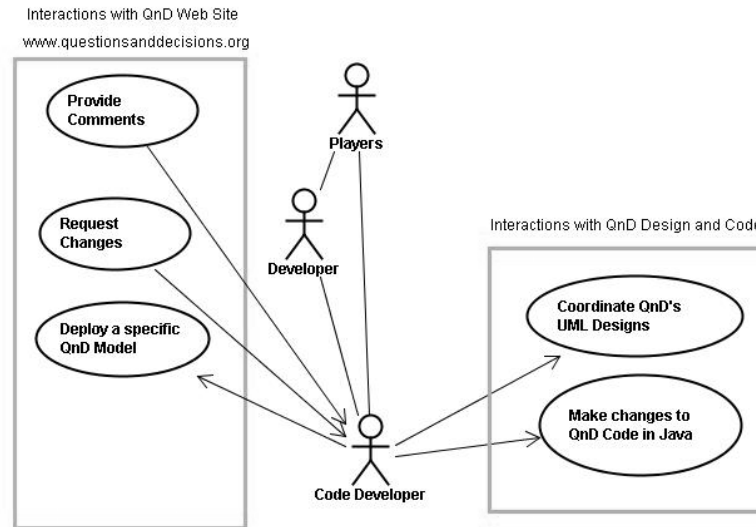 Interactions with QnD Web Site
www.questionsanddecisions.org
Provide
Comments
Players
Request
Changes
Developer
Interactions with QnD Design and Code
Deploy a specific
QnD Model
Coordinate QnD's
UML Designs
Make changes to
QnD Code in Java
Code Developer